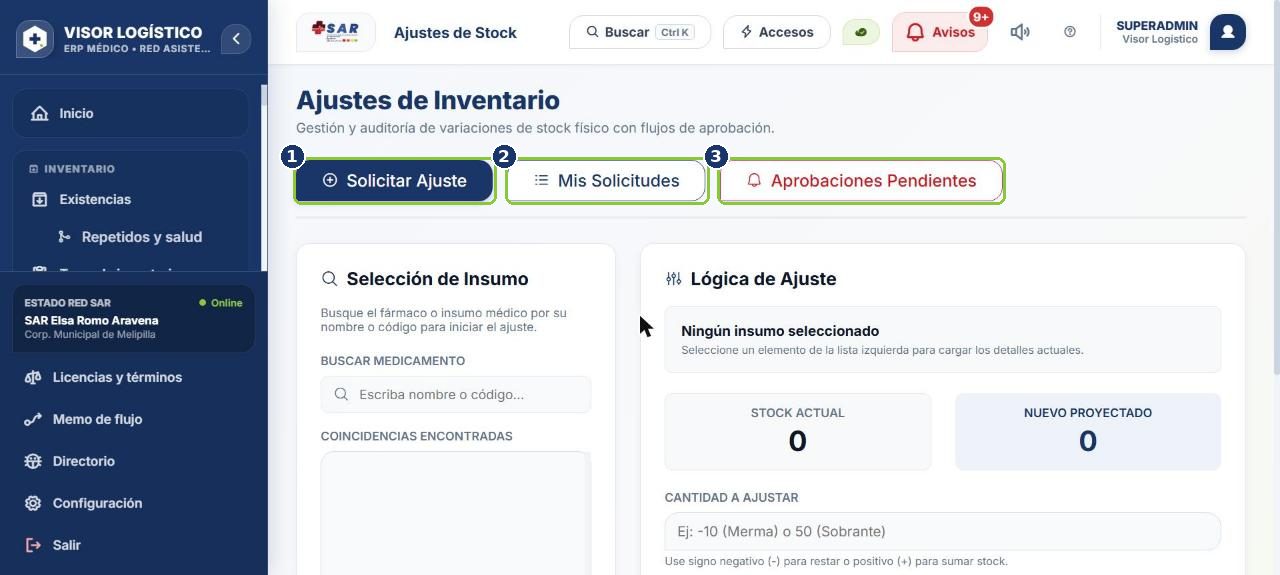 VISOR LOGÍSTICO
ERP MÉDICO • RED ASISTE...
Inicio
INVENTARIO
Existencias
Repetidos y salud
ESTADO RED SAR
Online
SAR Elsa Romo Aravena
Corp. Municipal de Melipilla
Licencias y términos
Memo de flujo
Directorio
Configuración
Salir
SAR
Ajustes de Stock
Buscar Ctrl K
Accesos
Avisos
9+
SUPERADMIN
Visor Logístico
Ajustes de Inventario
Gestión y auditoría de variaciones de stock físico con flujos de aprobación.
1 Solicitar Ajuste
2 Mis Solicitudes
3 Aprobaciones Pendientes
Selección de Insumo
Busque el fármaco o insumo médico por su
nombre o código para iniciar el ajuste.
BUSCAR MEDICAMENTO
Escriba nombre o código...
COINCIDENCIAS ENCONTRADAS
Lógica de Ajuste
Ningún insumo seleccionado
Seleccione un elemento de la lista izquierda para cargar los detalles actuales.
STOCK ACTUAL
0
NUEVO PROYECTADO
0
CANTIDAD A AJUSTAR
Ej: -10 (Merma) o 50 (Sobrante)
Use signo negativo (-) para restar o positivo (+) para sumar stock.